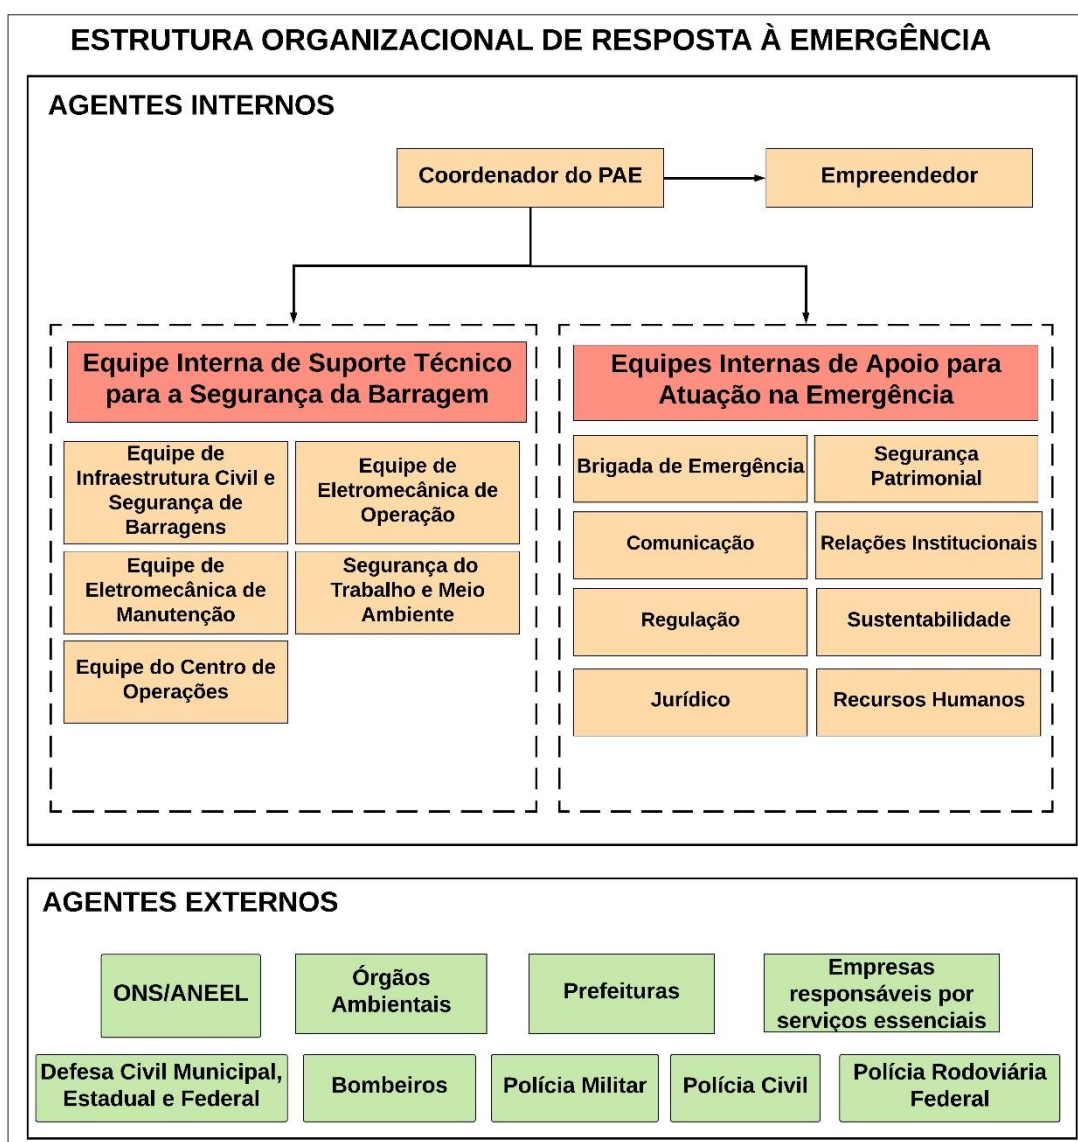 ESTRUTURA ORGANIZACIONAL DE RESPOSTA À EMERGÊNCIA
AGENTES INTERNOS
Coordenador do PAE
Empreendedor
Equipe Interna de Suporte Técnico
para a Segurança da Barragem
Equipe de
Infraestrutura Civil e
Segurança de
Barragens
Equipe de
Eletromecânica de
Operação
Equipe de
Eletromecânica de
Manutenção
Segurança do
Trabalho e Meio
Ambiente
Equipe do Centro de
Operações
Equipes Internas de Apoio para
Atuação na Emergência
Brigada de Emergência
Segurança
Patrimonial
Comunicação
Relações Institucionais
Regulação
Sustentabilidade
Jurídico
Recursos Humanos
AGENTES EXTERNOS
ONS/ANEEL
Órgãos
Ambientais
Prefeituras
Empresas
responsáveis por
serviços essenciais
Defesa Civil Municipal,
Estadual e Federal
Bombeiros
Polícia Militar
Polícia Civil
Polícia Rodoviária
Federal